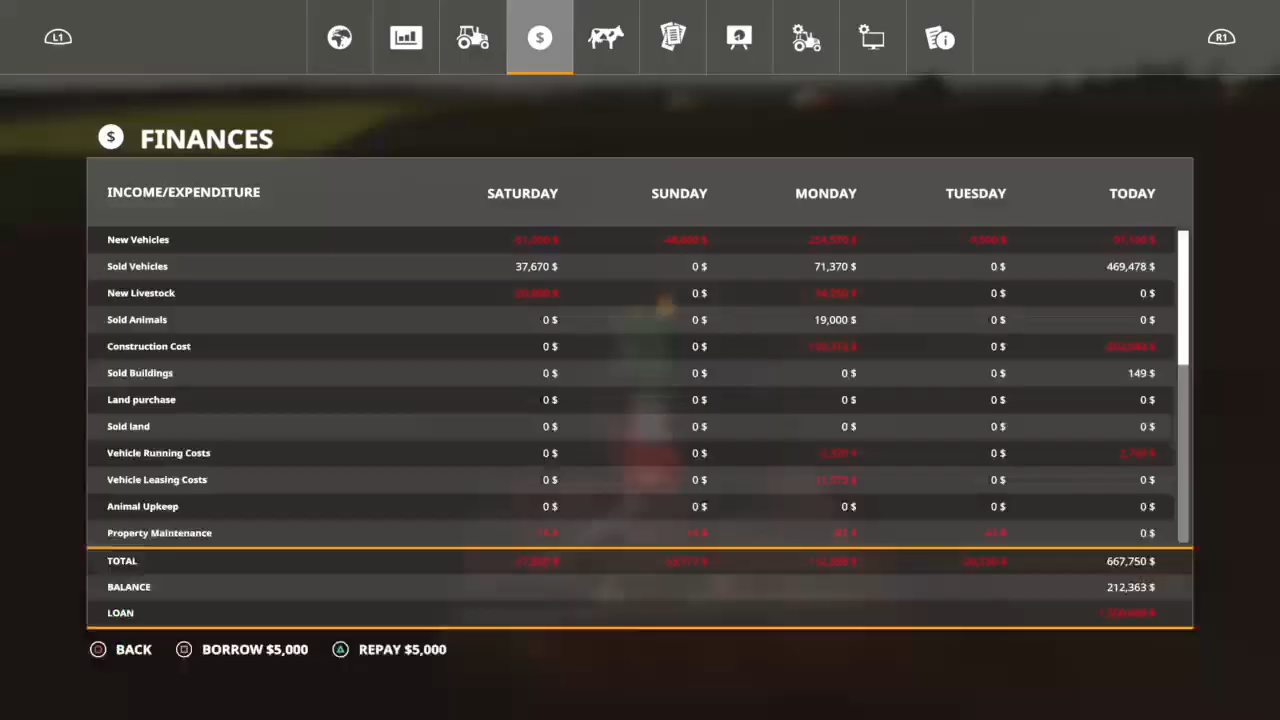 L1
R1
$ FINANCES
INCOME/EXPENDITURE SATURDAY SUNDAY MONDAY TUESDAY TODAY
New Vehicles
Sold Vehicles 37,670 $ 0 $ 71,370 $ 0 $ 469,478 $
New Livestock 0 $ 0 $ 0 $
Sold Animals 0 $ 0 $ 19,000 $ 0 $ 0 $
Construction Cost 0 $ 0 $ 0 $
Sold Buildings 0 $ 0 $ 0 $ 0 $ 149 $
Land purchase 0 $ 0 $ 0 $ 0 $ 0 $
Sold land 0 $ 0 $ 0 $ 0 $ 0 $
Vehicle Running Costs 0 $ 0 $ 0 $
Vehicle Leasing Costs 0 $ 0 $ 0 $ 0 $
Animal Upkeep 0 $ 0 $ 0 $ 0 $ 0 $
Property Maintenance 0 $
TOTAL 667,750 $
BALANCE 212,363 $
LOAN
BACK BORROW $5,000 REPAY $5,000